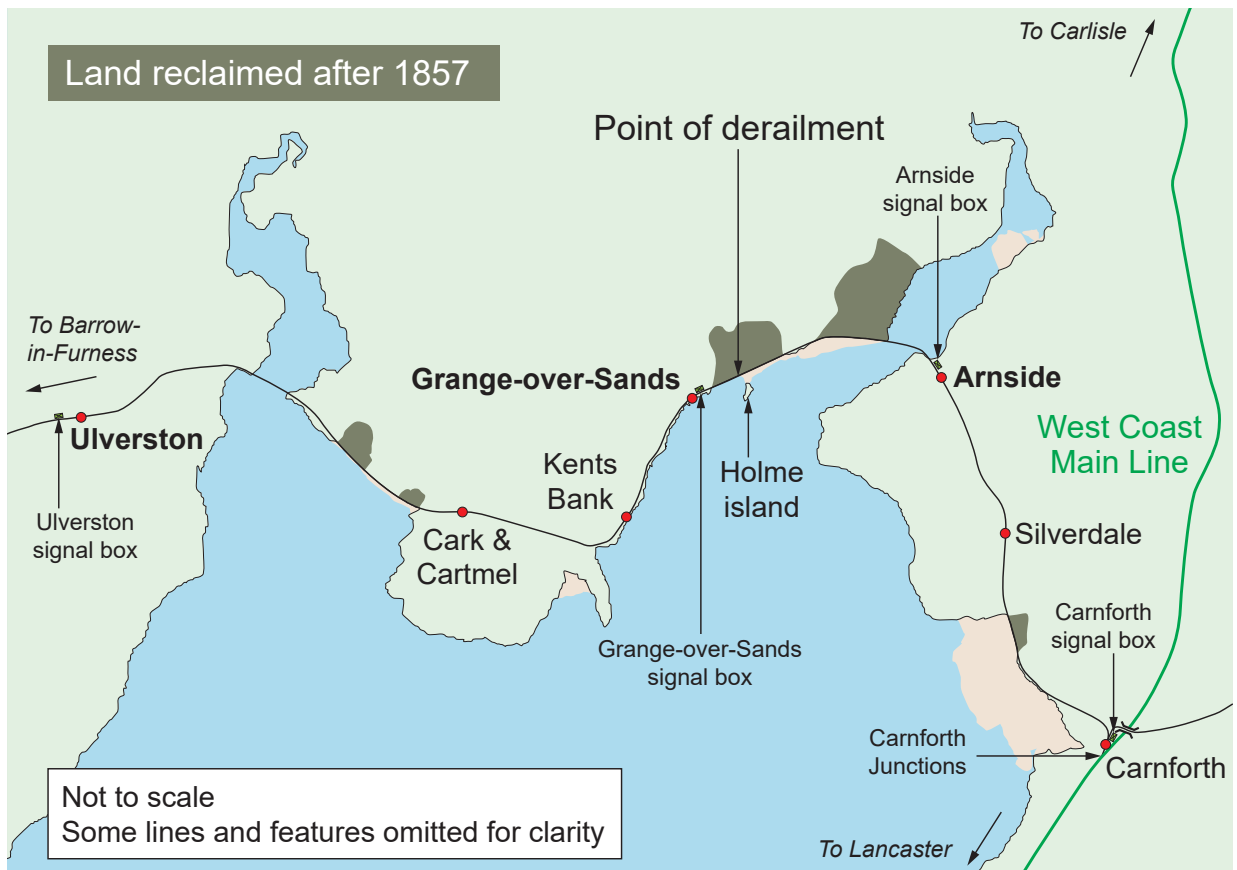 To Carlisle
Land reclaimed after 1857
Point of derailment
Arnside
signal box
To Barrow-
in-Furness
Grange-over-Sands
Arnside
Ulverston
West Coast
Main Line
Kents
Bank
Holme
island
Ulverston
signal box
Cark &
Cartmel
Silverdale
Carnforth
signal box
Grange-over-Sands
signal box
Carnforth
Junctions
Carnforth
Not to scale
Some lines and features omitted for clarity
To Lancaster